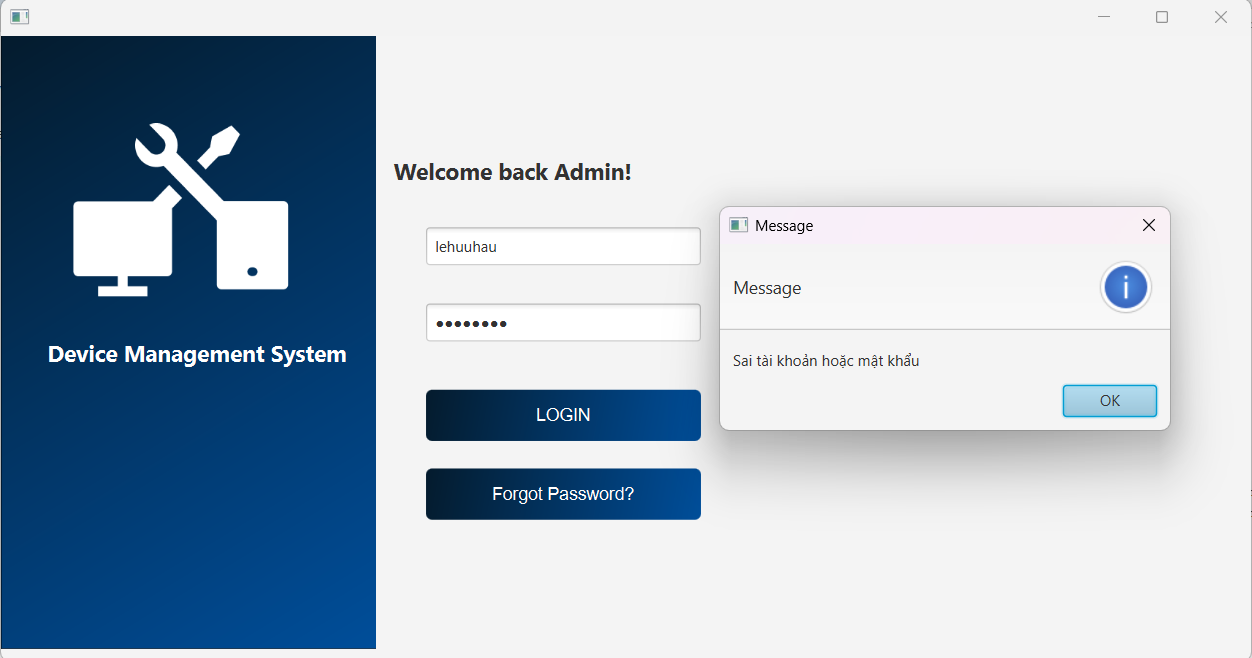 Device Management System
Welcome back Admin!
lehuuhau
••••••••
LOGIN
Forgot Password?
Message
Message
Sai tài khoản hoặc mật khẩu
OK